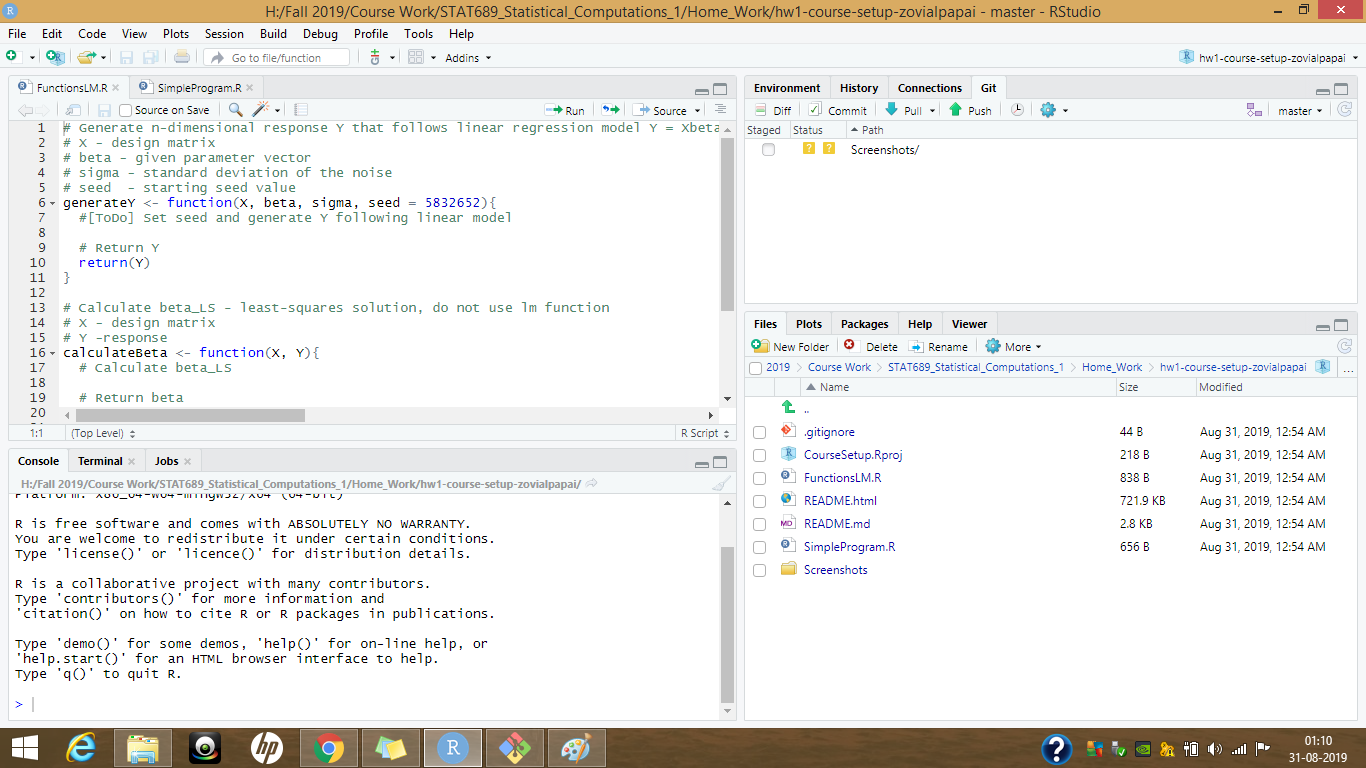 H:/Fall 2019/Course Work/STAT689_Statistical_Computations_1/Home_Work/hw1-course-setup-zovialpapai - master - RStudio
File Edit Code View Plots Session Build Debug Profile Tools Help
Go to file/function Addins hw1-course-setup-zovialpapai
FunctionsLM.R SimpleProgram.R
Source on Save Run Source
1 # Generate n-dimensional response Y that follows linear regression model Y = Xbeta
2 # X - design matrix
3 # beta - given parameter vector
4 # sigma - standard deviation of the noise
5 # seed  - starting seed value
6 generateY <- function(X, beta, sigma, seed = 5832652){
7   #[ToDo] Set seed and generate Y following linear model
8
9   # Return Y
10   return(Y)
11 }
12
13 # Calculate beta_LS - least-squares solution, do not use lm function
14 # X - design matrix
15 # Y -response
16 calculateBeta <- function(X, Y){
17   # Calculate beta_LS
18
19   # Return beta
20
1:1 (Top Level) R Script
Console Terminal Jobs
H:/Fall 2019/Course Work/STAT689_Statistical_Computations_1/Home_Work/hw1-course-setup-zovialpapai/
Platform: x86_64-w64-mingw32/x64 (64-bit)
R is free software and comes with ABSOLUTELY NO WARRANTY.
You are welcome to redistribute it under certain conditions.
Type 'license()' or 'licence()' for distribution details.
R is a collaborative project with many contributors.
Type 'contributors()' for more information and
'citation()' on how to cite R or R packages in publications.
Type 'demo()' for some demos, 'help()' for on-line help, or
'help.start()' for an HTML browser interface to help.
Type 'q()' to quit R.
>
Environment History Connections Git
Diff Commit Pull Push master
Staged Status Path
? ? Screenshots/
Files Plots Packages Help Viewer
New Folder Delete Rename More
2019 Course Work STAT689_Statistical_Computations_1 Home_Work hw1-course-setup-zovialpapai ...
Name Size Modified
..
.gitignore 44 B Aug 31, 2019, 12:54 AM
CourseSetup.Rproj 218 B Aug 31, 2019, 12:54 AM
FunctionsLM.R 838 B Aug 31, 2019, 12:54 AM
README.html 721.9 KB Aug 31, 2019, 12:54 AM
README.md 2.8 KB Aug 31, 2019, 12:54 AM
SimpleProgram.R 656 B Aug 31, 2019, 12:54 AM
Screenshots
01:10
31-08-2019